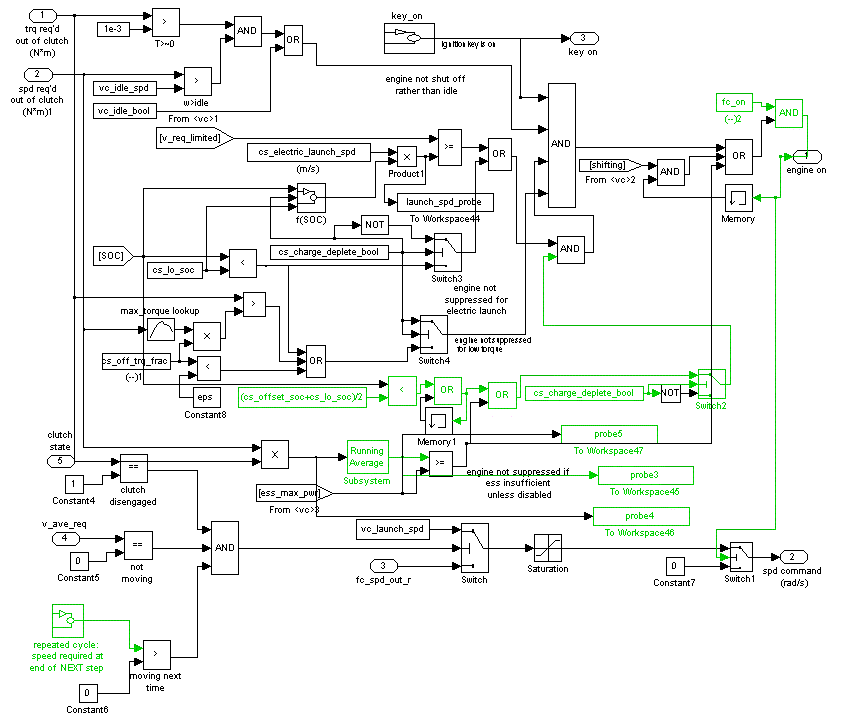 1
trq req'd
out of clutch
(N*m)
1e-3
>
T>~0
AND
OR
key_on
ignition key is on
3
key on
2
spd req'd
out of clutch
(N*m)1
vc_idle_spd
>
w>idle
From <vc>1
vc_idle_bool
engine not shut off
rather than idle
[v_req_limited]
cs_electric_launch_spd
(m/s)
×
Product1
>=
OR
AND
fc_on
(--)2
AND
[shifting]
From <vc>2
AND
OR
1
engine on
Memory
launch_spd_probe
To Workspace44
f(SOC)
NOT
[SOC]
cs_lo_soc
<
cs_charge_deplete_bool
Switch3
AND
engine not
suppressed for
electric launch
max_torque lookup
×
>
cs_off_trq_frac
(--)1
<
OR
Switch4
engine not suppressed
for low torque
eps
Constant8
(cs_offset_soc+cs_lo_soc)/2
<
OR
Memory1
OR
cs_charge_deplete_bool
NOT
Switch2
clutch
state
5
1
Constant4
==
clutch
disengaged
×
Running
Average
Subsystem
>=
probe5
To Workspace47
engine not suppressed if
ess insufficient
unless disabled
probe3
To Workspace45
[ess_max_pwr]
From <vc>3
probe4
To Workspace46
v_ave_req
4
0
Constant5
==
not
moving
AND
vc_launch_spd
3
fc_spd_out_r
Switch
Saturation
0
Constant7
Switch1
2
spd command
(rad/s)
repeated cycle:
speed required at
end of NEXT step
>
moving next
time
0
Constant6